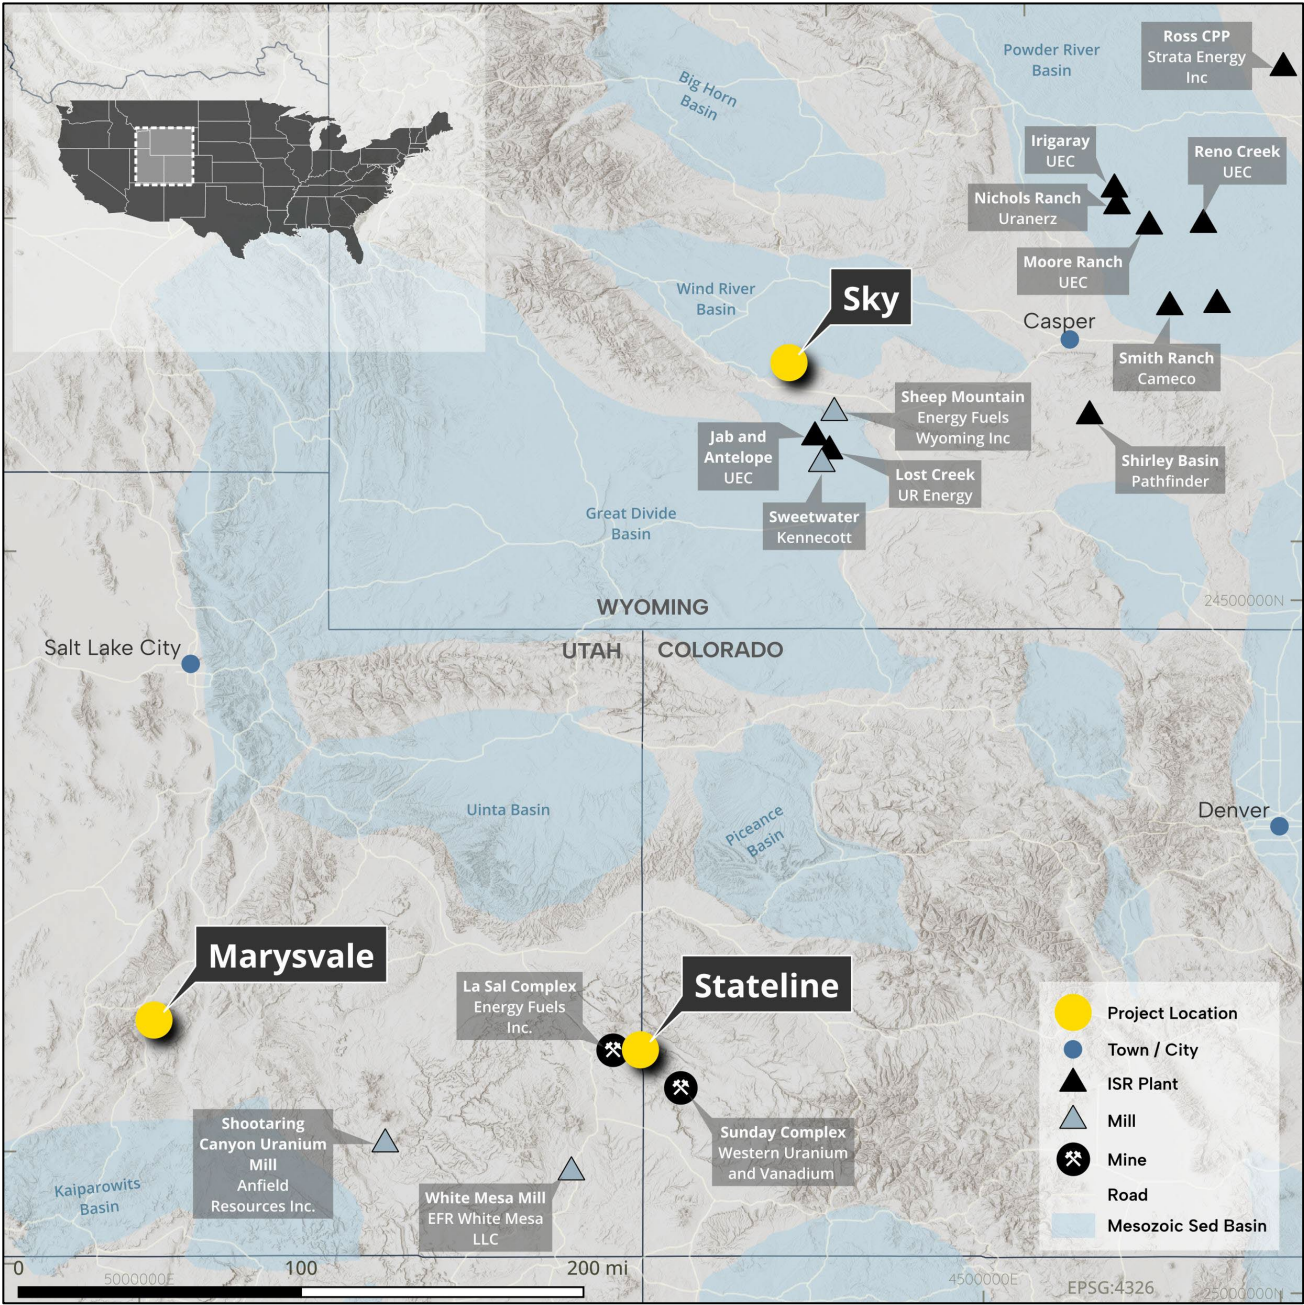 Ross CPP
Strata Energy
Inc
Powder River
Basin
Big Horn
Basin
Irigaray
UEC
Reno Creek
UEC
Nichols Ranch
Uranerz
Moore Ranch
UEC
Wind River
Basin
Sky
Casper
Smith Ranch
Cameco
Sheep Mountain
Energy Fuels
Wyoming Inc
Jab and
Antelope
UEC
Lost Creek
UR Energy
Shirley Basin
Pathfinder
Sweetwater
Kennecott
Great Divide
Basin
24500000N
WYOMING
UTAH
COLORADO
Salt Lake City
Uinta Basin
Piceance
Basin
Denver
Marysvale
Stateline
La Sal Complex
Energy Fuels
Inc.
Sunday Complex
Western Uranium
and Vanadium
Shootaring
Canyon Uranium
Mill
Anfield
Resources Inc.
White Mesa Mill
EFR White Mesa
LLC
Kaiparowits
Basin
Project Location
Town / City
ISR Plant
Mill
Mine
Road
Mesozoic Sed Basin
0
100
200 mi
5000000E
4500000E
EPSG:4326
25000000N